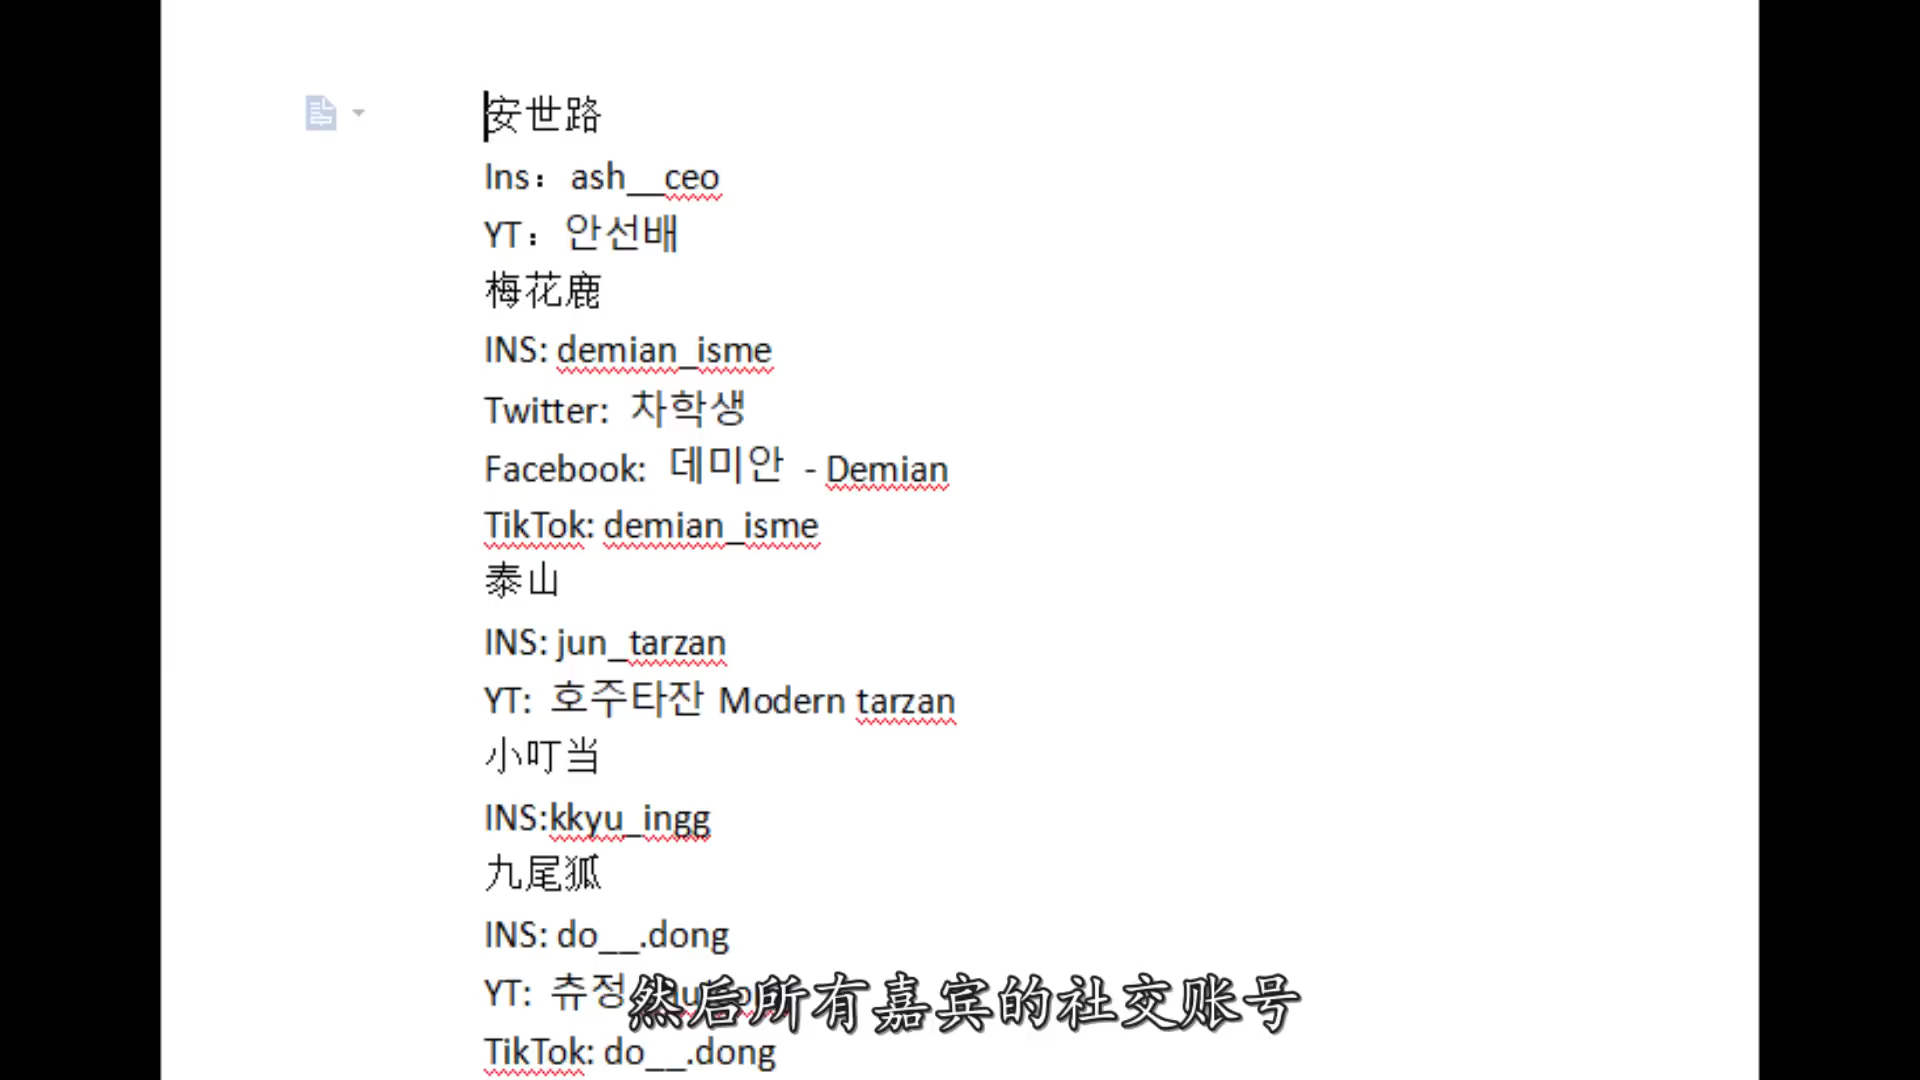 安世路
Ins：ash__ceo
YT：안선배
梅花鹿
INS: demian_isme
Twitter: 차학생
Facebook: 데미안 - Demian
TikTok: demian_isme
泰山
INS: jun_tarzan
YT: 호주타잔 Modern tarzan
小叮当
INS:kkyu_ingg
九尾狐
INS: do__.dong
YT: 츄정
然后所有嘉宾的社交账号
TikTok: do__.dong